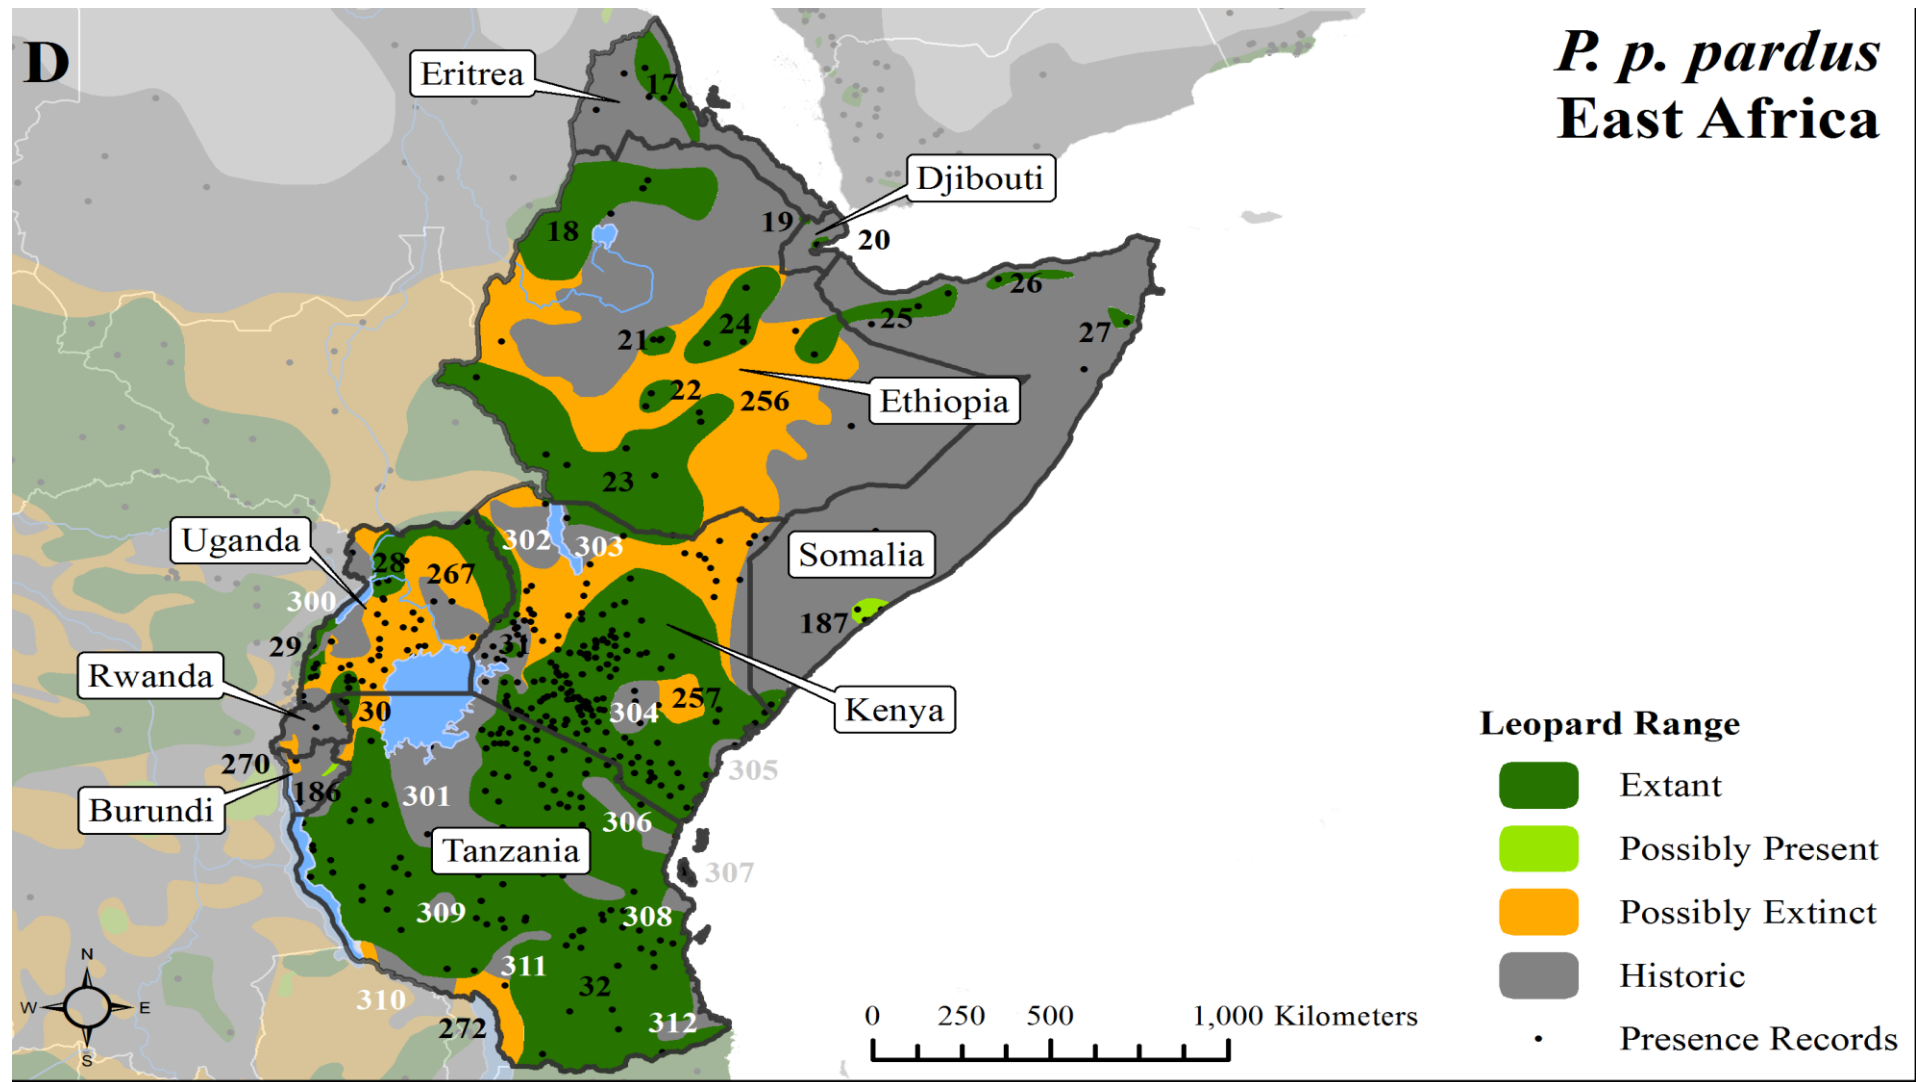 D
P. p. pardus
East Africa
Eritrea
17
Djibouti
19
20
18
26
25
27
24
21
22
256
Ethiopia
23
302
303
Uganda
Somalia
28
267
300
187
29
31
Rwanda
257
304
Kenya
30
270
305
186
301
Burundi
306
Tanzania
307
309
308
311
32
310
272
312
N
W
E
S
0 250 500 1,000 Kilometers
Leopard Range
Extant
Possibly Present
Possibly Extinct
Historic
Presence Records